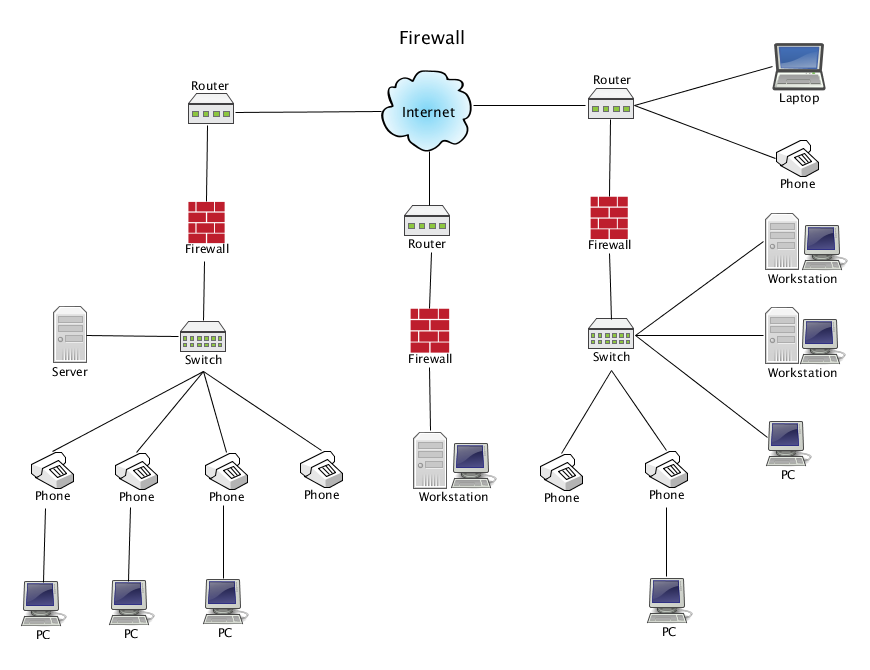 Firewall
Router
Internet
Router
Laptop
Phone
Router
Firewall
Firewall
Workstation
Server
Switch
Firewall
Switch
Workstation
Phone
Phone
Phone
Phone
Workstation
Phone
Phone
PC
PC
PC
PC
PC